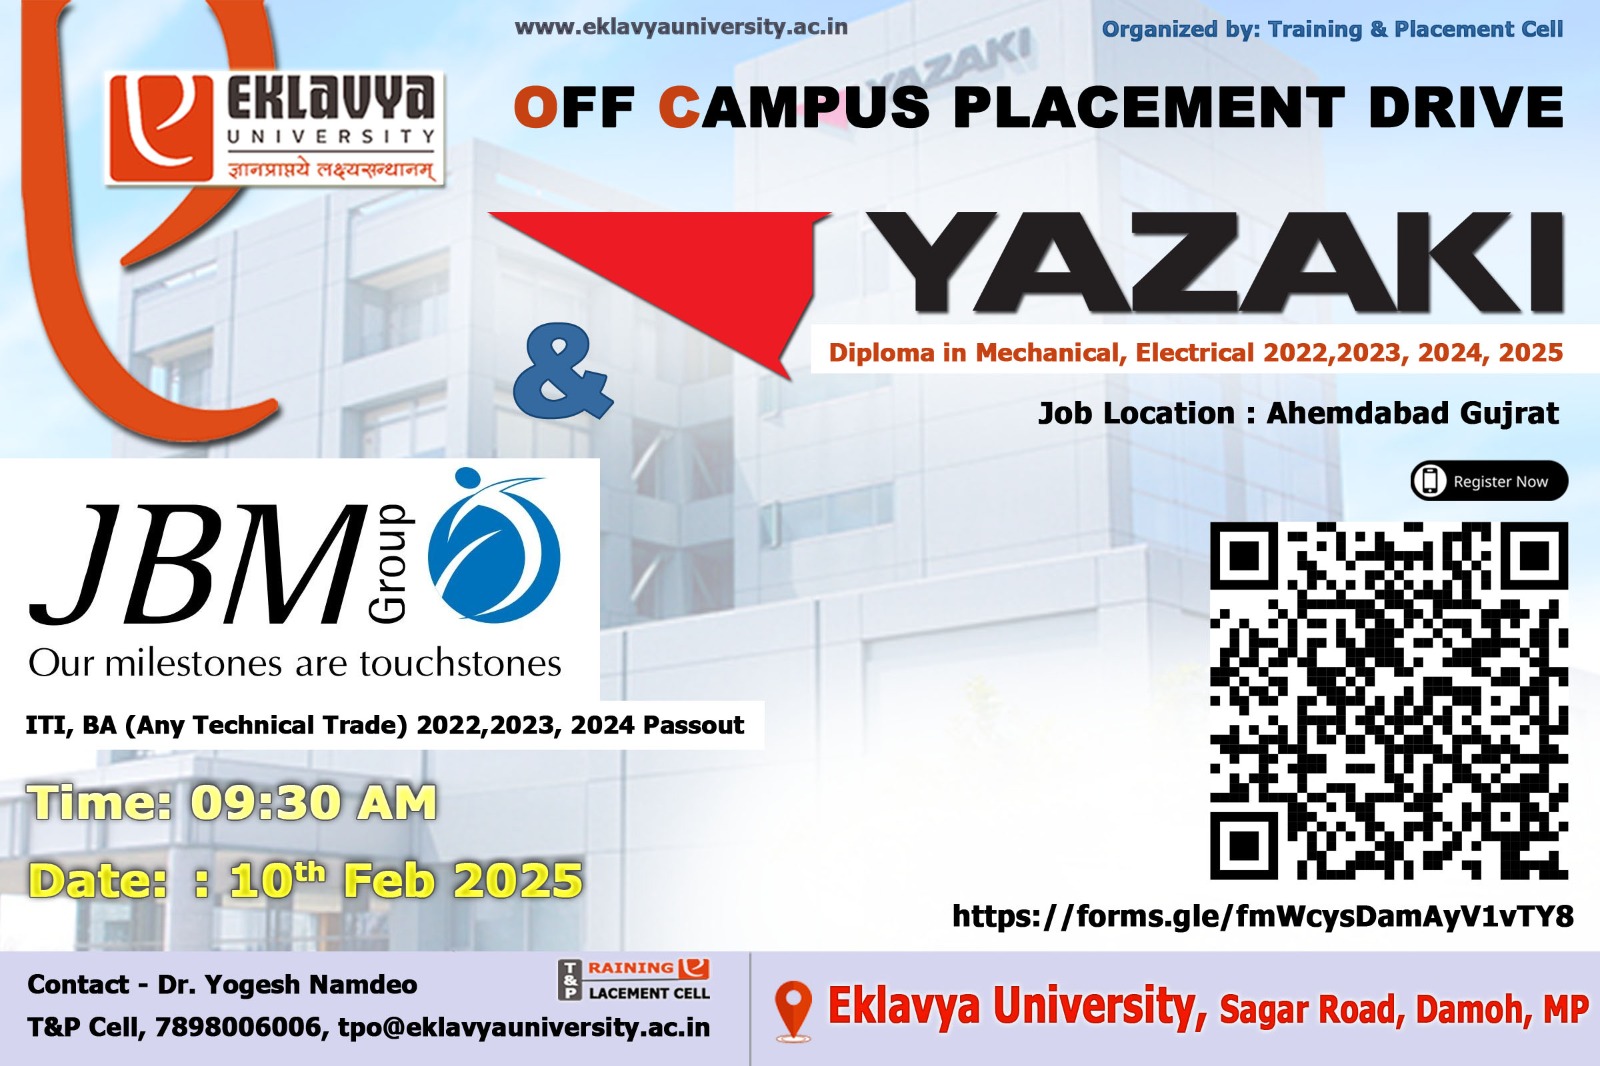 www.eklavyauniversity.ac.in
Organized by: Training & Placement Cell
EKLAVYA
UNIVERSITY
ज्ञानप्राप्तये लक्ष्यसन्धानम्
OFF CAMPUS PLACEMENT DRIVE
YAZAKI
YAZAKI
&
Diploma in Mechanical, Electrical 2022,2023, 2024, 2025
Job Location : Ahemdabad Gujrat
Register Now
JBM Group
Our milestones are touchstones
ITI, BA (Any Technical Trade) 2022,2023, 2024 Passout
Time: 09:30 AM
Date: : 10th Feb 2025
https://forms.gle/fmWcysDamAyV1vTY8
Contact - Dr. Yogesh Namdeo
T&P Cell, 7898006006, tpo@eklavyauniversity.ac.in
T&P
RAINING
LACEMENT CELL
Eklavya University, Sagar Road, Damoh, MP